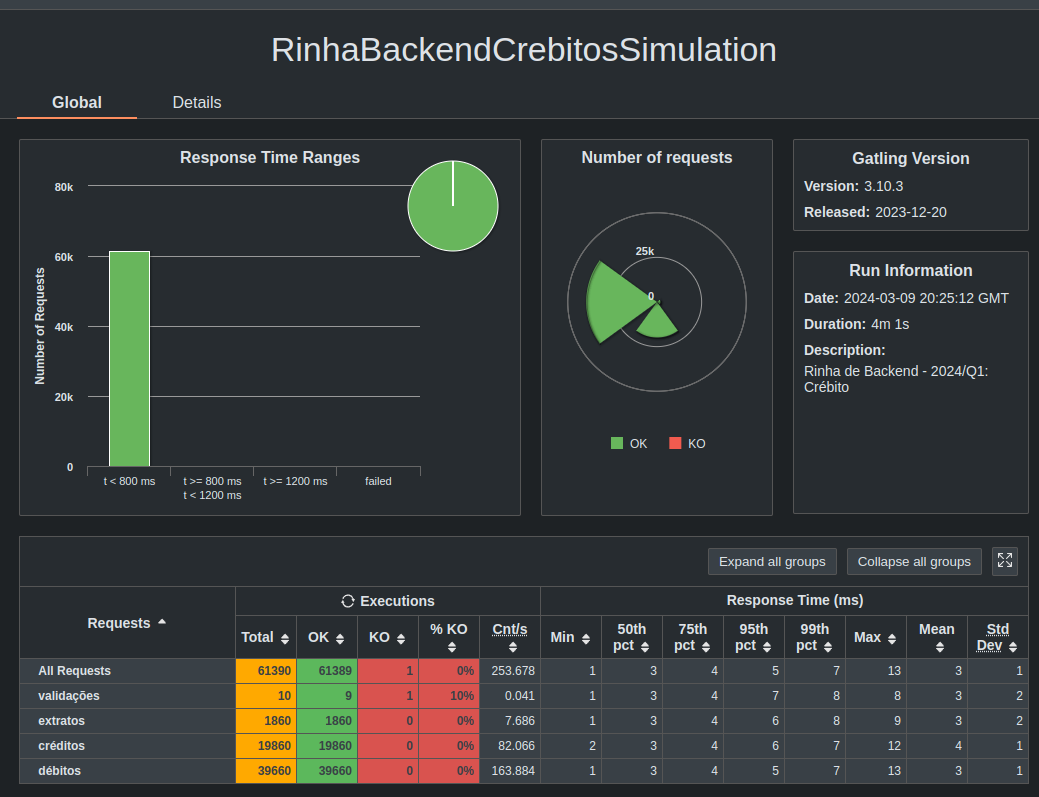 RinhaBackendCrebitosSimulation
Global Details
Response Time Ranges
Number of Requests
80k
60k
40k
20k
0
t < 800 ms
t >= 800 ms
t < 1200 ms
t >= 1200 ms
failed
Number of requests
25k
0
OK KO
Gatling Version
Version: 3.10.3
Released: 2023-12-20
Run Information
Date: 2024-03-09 20:25:12 GMT
Duration: 4m 1s
Description:
Rinha de Backend - 2024/Q1:
Crébito
Expand all groups Collapse all groups
Requests Executions Response Time (ms)
Total OK KO % KO Cnt/s Min 50th pct 75th pct 95th pct 99th pct Max Mean Std Dev
All Requests 61390 61389 1 0% 253.678 1 3 4 5 7 13 3 1
validações 10 9 1 10% 0.041 1 3 4 7 8 8 3 2
extratos 1860 1860 0 0% 7.686 1 3 4 6 8 9 3 2
créditos 19860 19860 0 0% 82.066 2 3 4 6 7 12 4 1
débitos 39660 39660 0 0% 163.884 1 3 4 5 7 13 3 1